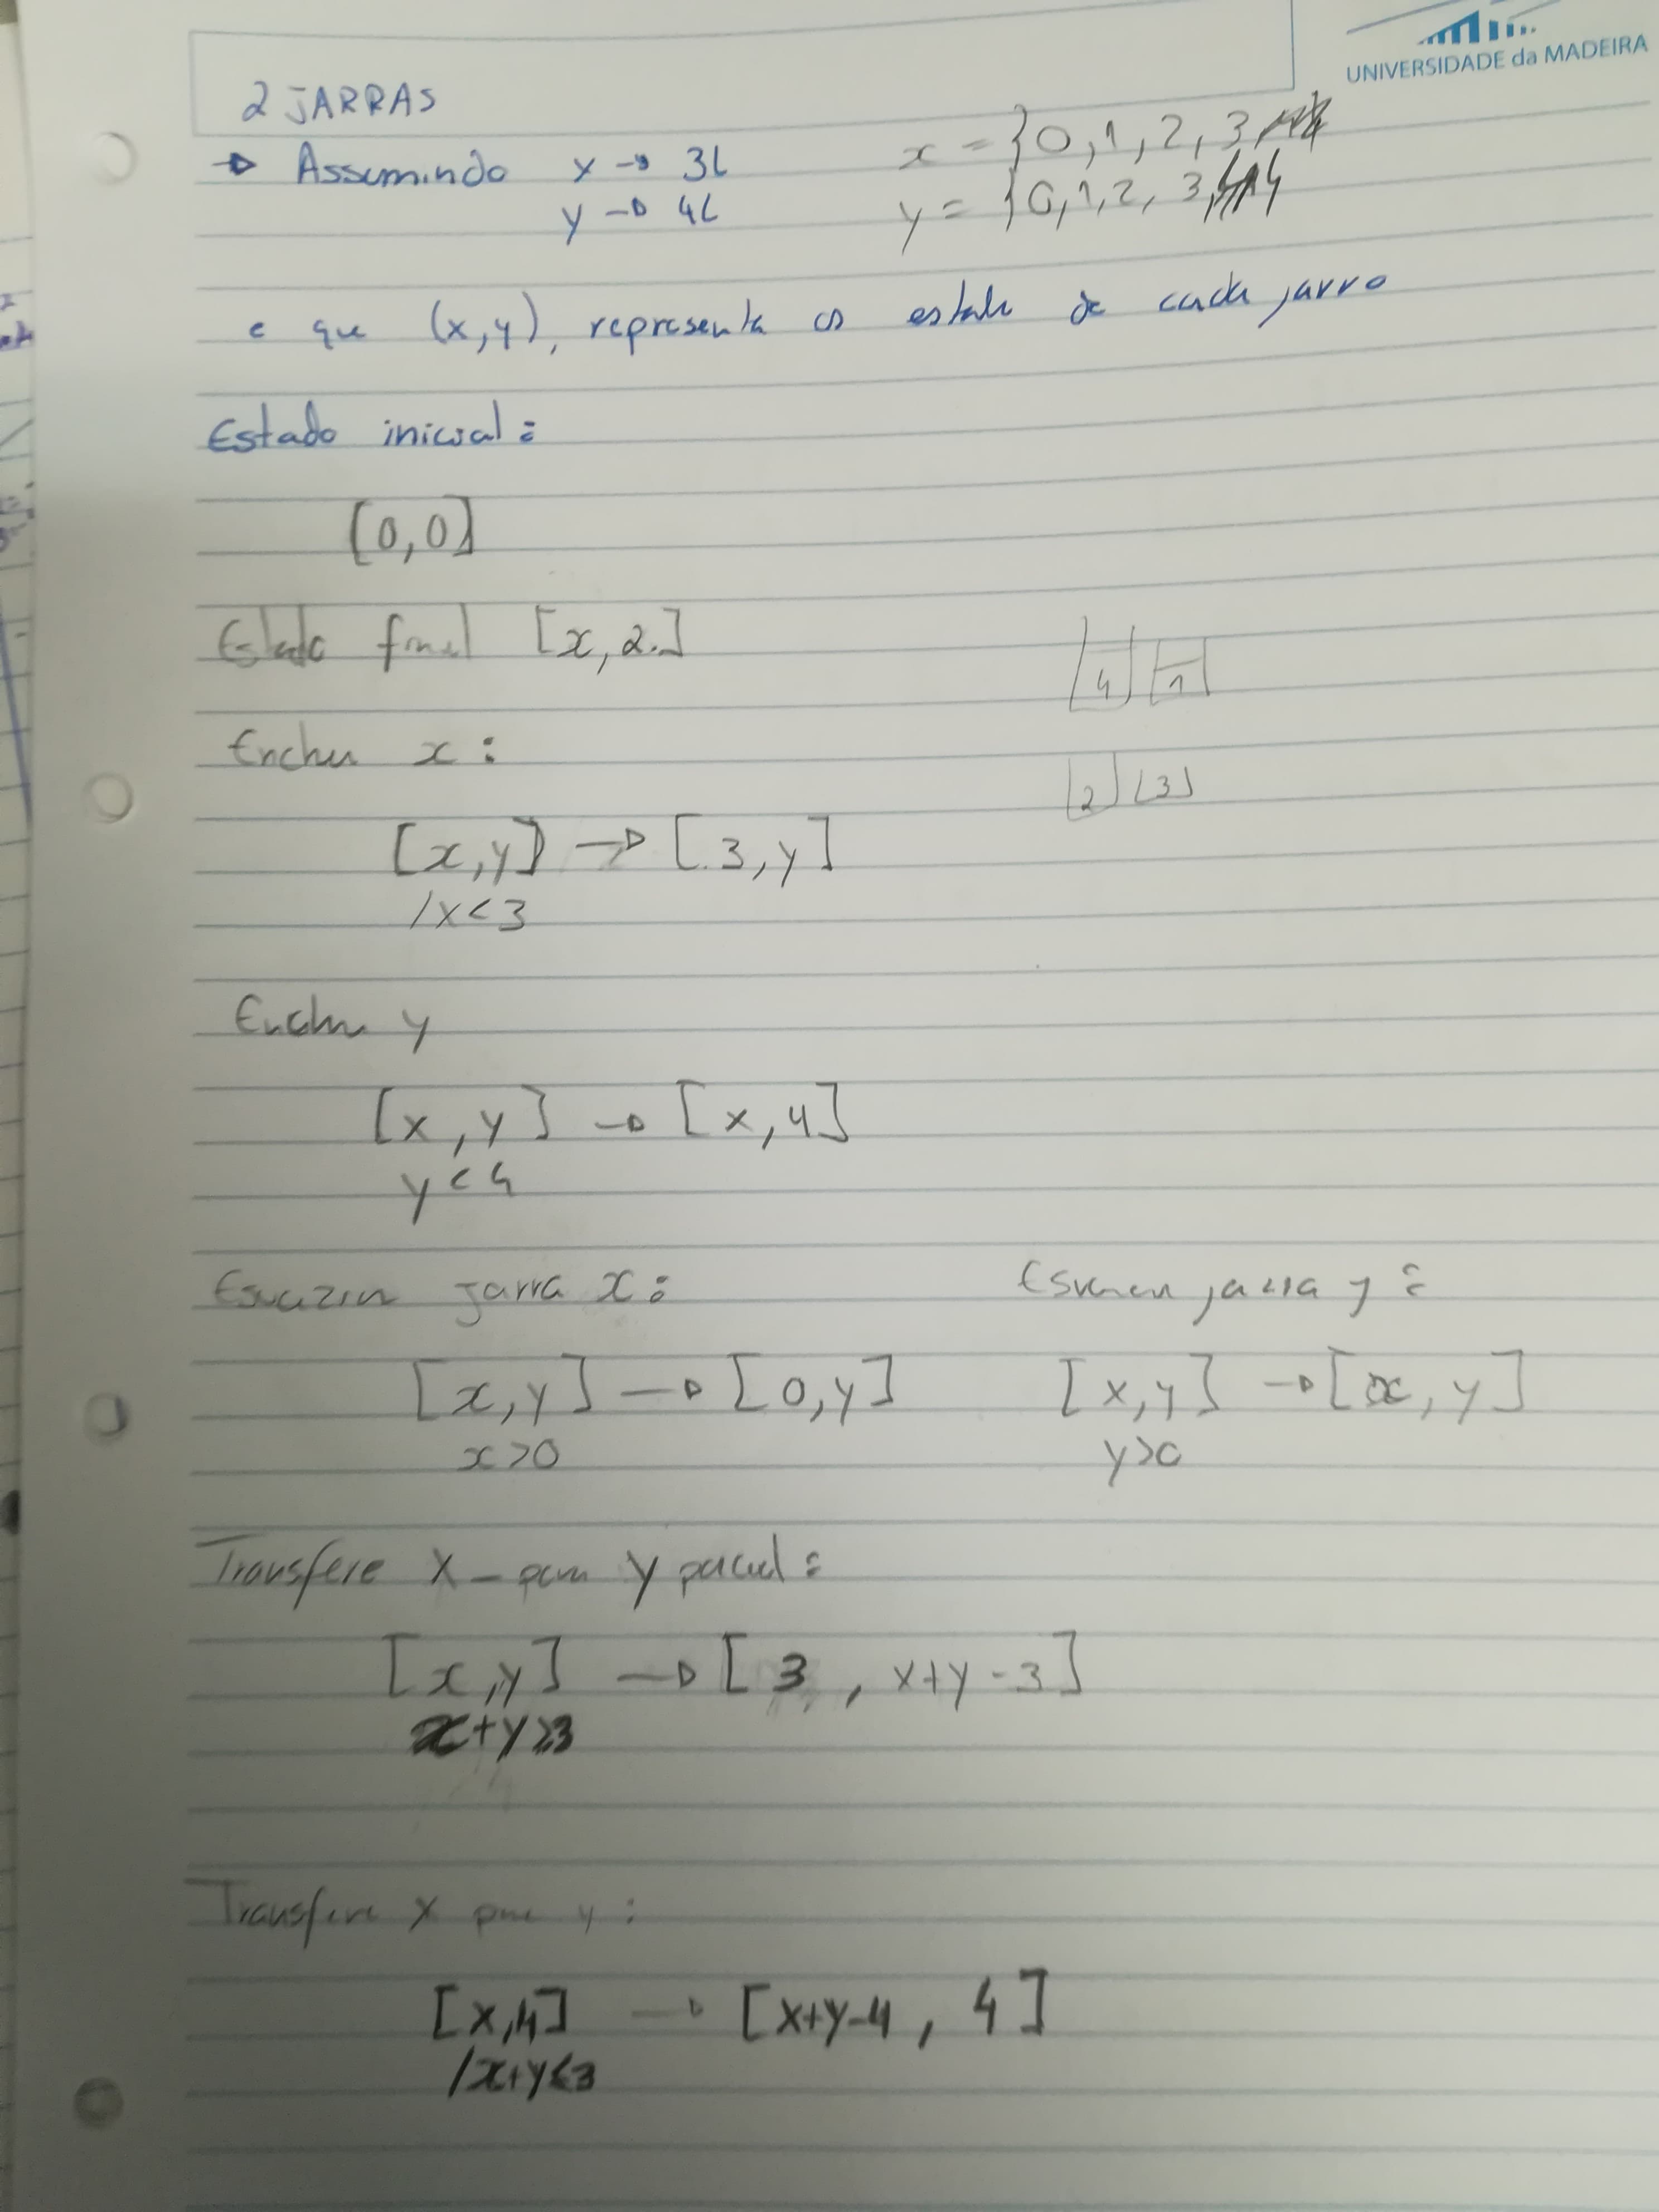 UNIVERSIDADE da MADEIRA
2 JARRAS
→ Assumindo x → 3L
y → 4L
x = {0,1,2,3
y = {0,1,2,3,
e que (x,y), representa os estado de cada jarro
Estado inicial:
[0,0]
Estado final [x,2.]
4 1
Encher x:
2 3
[x,y] → [3,y]
/x<3
Encher y
[x,y] → [x,4]
y<4
Esvaziar jarra x: Esvaziar jarra y:
[x,y] → [0,y] [x,y] → [x,y]
x>0 y>0
Transfere x - para y parcial:
[x,y] → [3, x+y-3]
x+y≥3
Transfere x para y:
[x,4] → [x+y-4, 4]
/x+y≤3